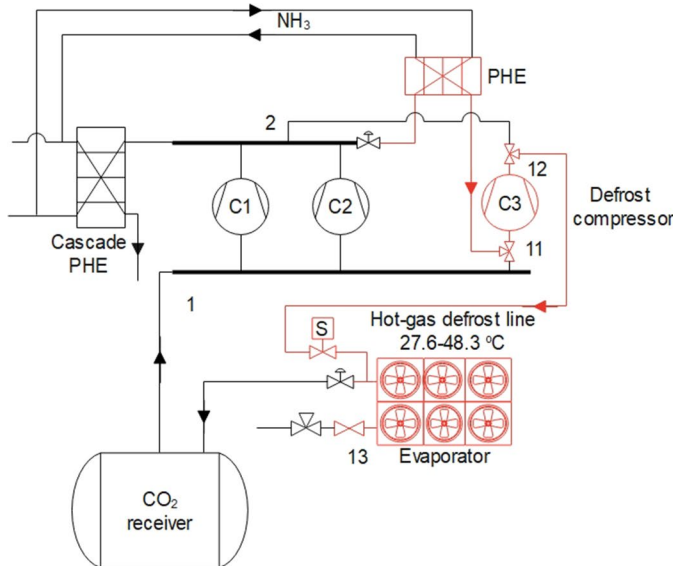 NH₃
PHE
2
12
C1
C2
C3
Defrost
compressor
Cascade
PHE
11
1
Hot-gas defrost line
27.6-48.3 ºC
S
13
Evaporator
CO₂
receiver